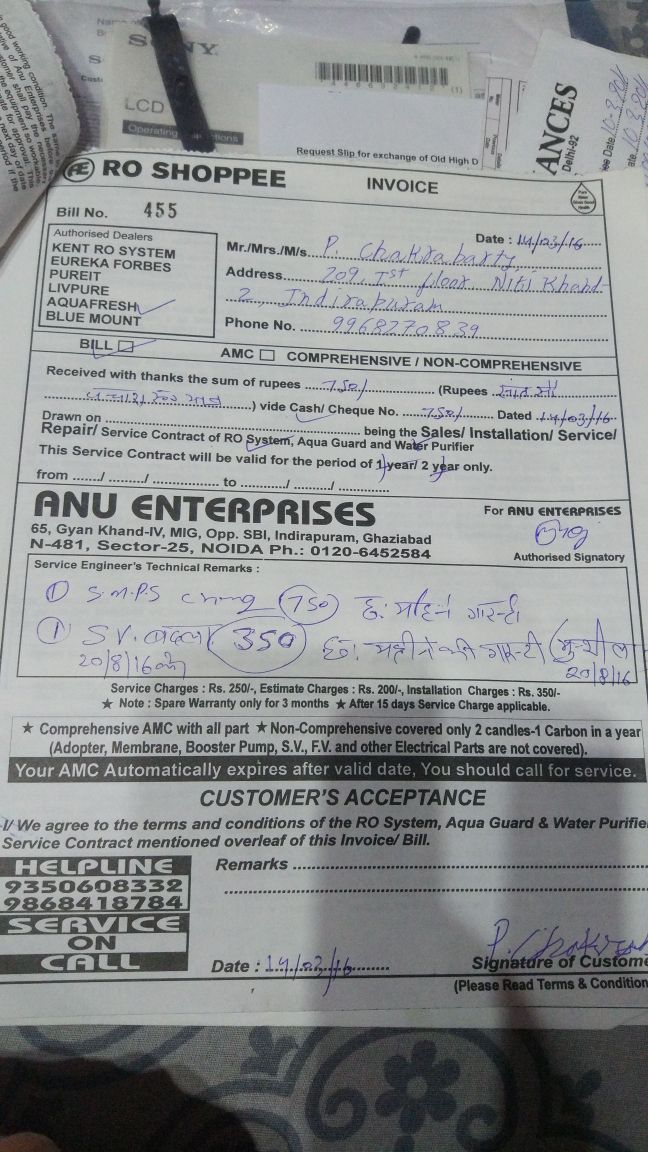 SONY
LCD
Operating Instructions
ANCES
Delhi-92
Request Slip for exchange of Old High D
RO SHOPPEE INVOICE
Bill No. 455
Date : 14/03/16
Authorised Dealers
KENT RO SYSTEM
EUREKA FORBES
PUREIT
LIVPURE
AQUAFRESH
BLUE MOUNT
Mr./Mrs./M/s. P. Chakrabarty
Address 209, Ist floor Niti Khand-
2, Indirapuram
Phone No. 9968270839
BILL AMC COMPREHENSIVE / NON-COMPREHENSIVE
Received with thanks the sum of rupees 750/ (Rupees सात सौ
पचास रु० मात्र) vide Cash/ Cheque No. 750/ Dated 14/03/16
Drawn on being the Sales/ Installation/ Service/
Repair/ Service Contract of RO System, Aqua Guard and Water Purifier
This Service Contract will be valid for the period of 1 year/ 2 year only.
from ....../....../............ to ........../......../............
ANU ENTERPRISES
65, Gyan Khand-IV, MIG, Opp. SBI, Indirapuram, Ghaziabad
N-481, Sector-25, NOIDA Ph.: 0120-6452584
For ANU ENTERPRISES
Authorised Signatory
Service Engineer's Technical Remarks :
① S.M.P.S 750 छः महिने गारन्टी
① S.V. बदला 350 छः महीने की गारन्टी
20/8/16 को
20/8/16
Service Charges : Rs. 250/-, Estimate Charges : Rs. 200/-, Installation Charges : Rs. 350/-
★ Note : Spare Warranty only for 3 months ★ After 15 days Service Charge applicable.
★ Comprehensive AMC with all part ★ Non-Comprehensive covered only 2 candles-1 Carbon in a year
(Adopter, Membrane, Booster Pump, S.V., F.V. and other Electrical Parts are not covered).
Your AMC Automatically expires after valid date, You should call for service.
CUSTOMER'S ACCEPTANCE
I/ We agree to the terms and conditions of the RO System, Aqua Guard & Water Purifie
Service Contract mentioned overleaf of this Invoice/ Bill.
HELPLINE
9350608332
9868418784
SERVICE
ON
CALL
Remarks
Date : 14/03/16
Signature of Custome
(Please Read Terms & Condition